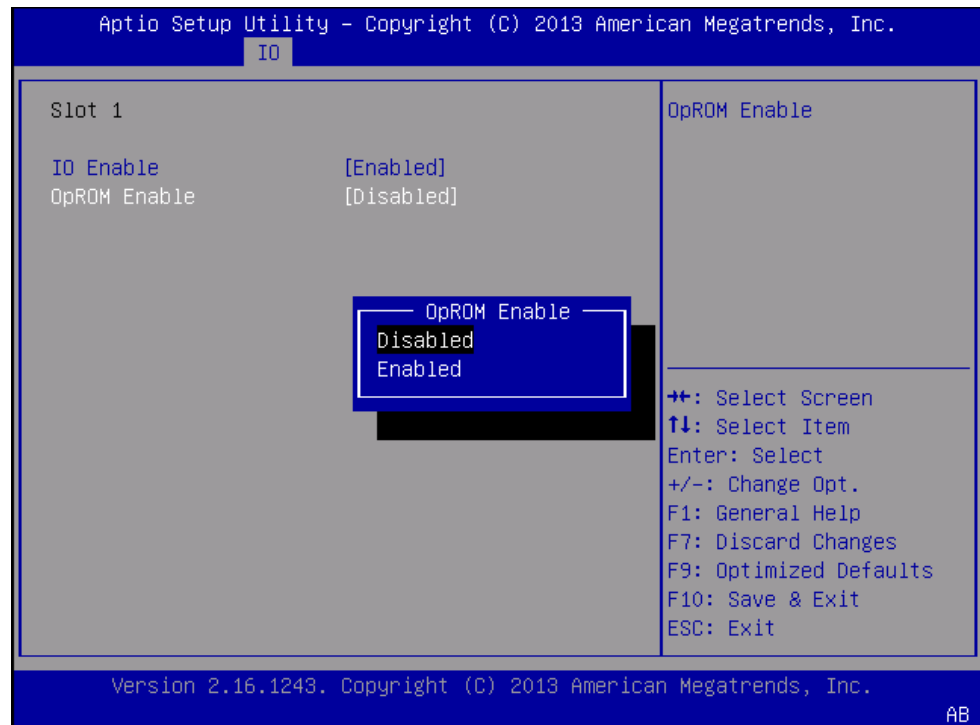 Aptio Setup Utility – Copyright (C) 2013 American Megatrends, Inc.
IO
Slot 1
IO Enable [Enabled]
OpROM Enable [Disabled]
OpROM Enable
Disabled
Enabled
OpROM Enable
→←: Select Screen
↑↓: Select Item
Enter: Select
+/-: Change Opt.
F1: General Help
F7: Discard Changes
F9: Optimized Defaults
F10: Save & Exit
ESC: Exit
Version 2.16.1243. Copyright (C) 2013 American Megatrends, Inc.
AB